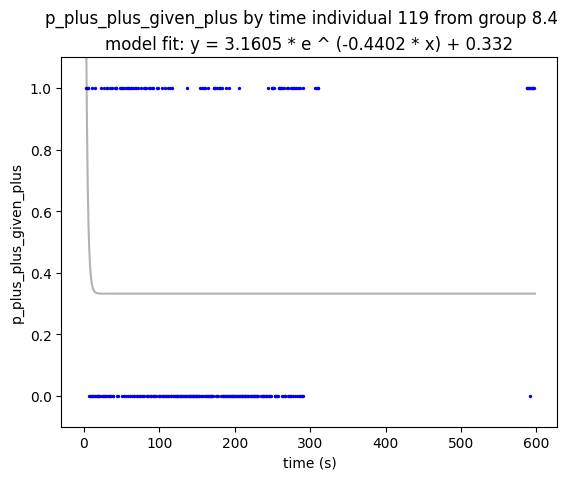 p_plus_plus_given_plus by time individual 119 from group 8.4
model fit: y = 3.1605 * e ^ (-0.4402 * x) + 0.332
p_plus_plus_given_plus
1.0
0.8
0.6
0.4
0.2
0.0
0 100 200 300 400 500 600
time (s)